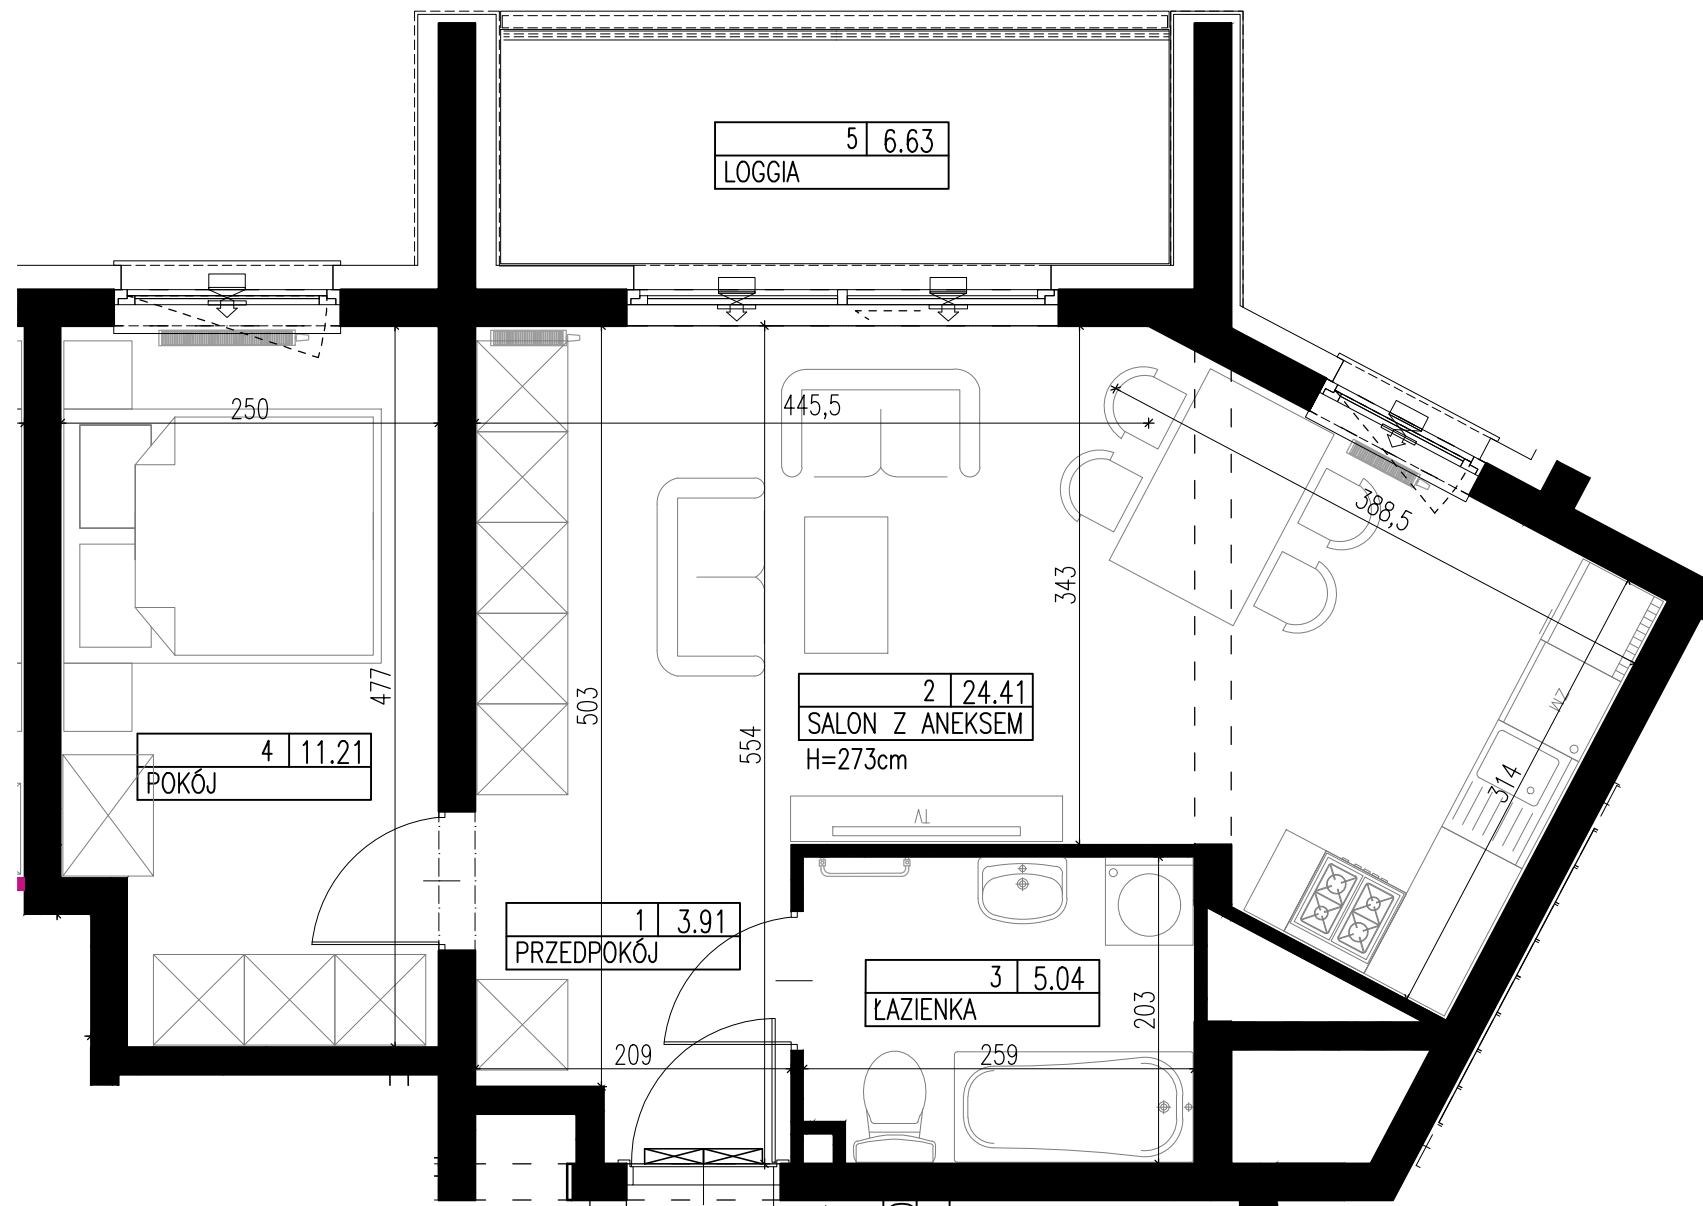 5 6.63
LOGGIA
250
445,5
388,5
343
477
503
554
2 24.41
SALON Z ANEKSEM
H=273cm
4 11.21
POKÓJ
ZM
314
TV
1 3.91
PRZEDPOKÓJ
3 5.04
ŁAZIENKA
203
209
259